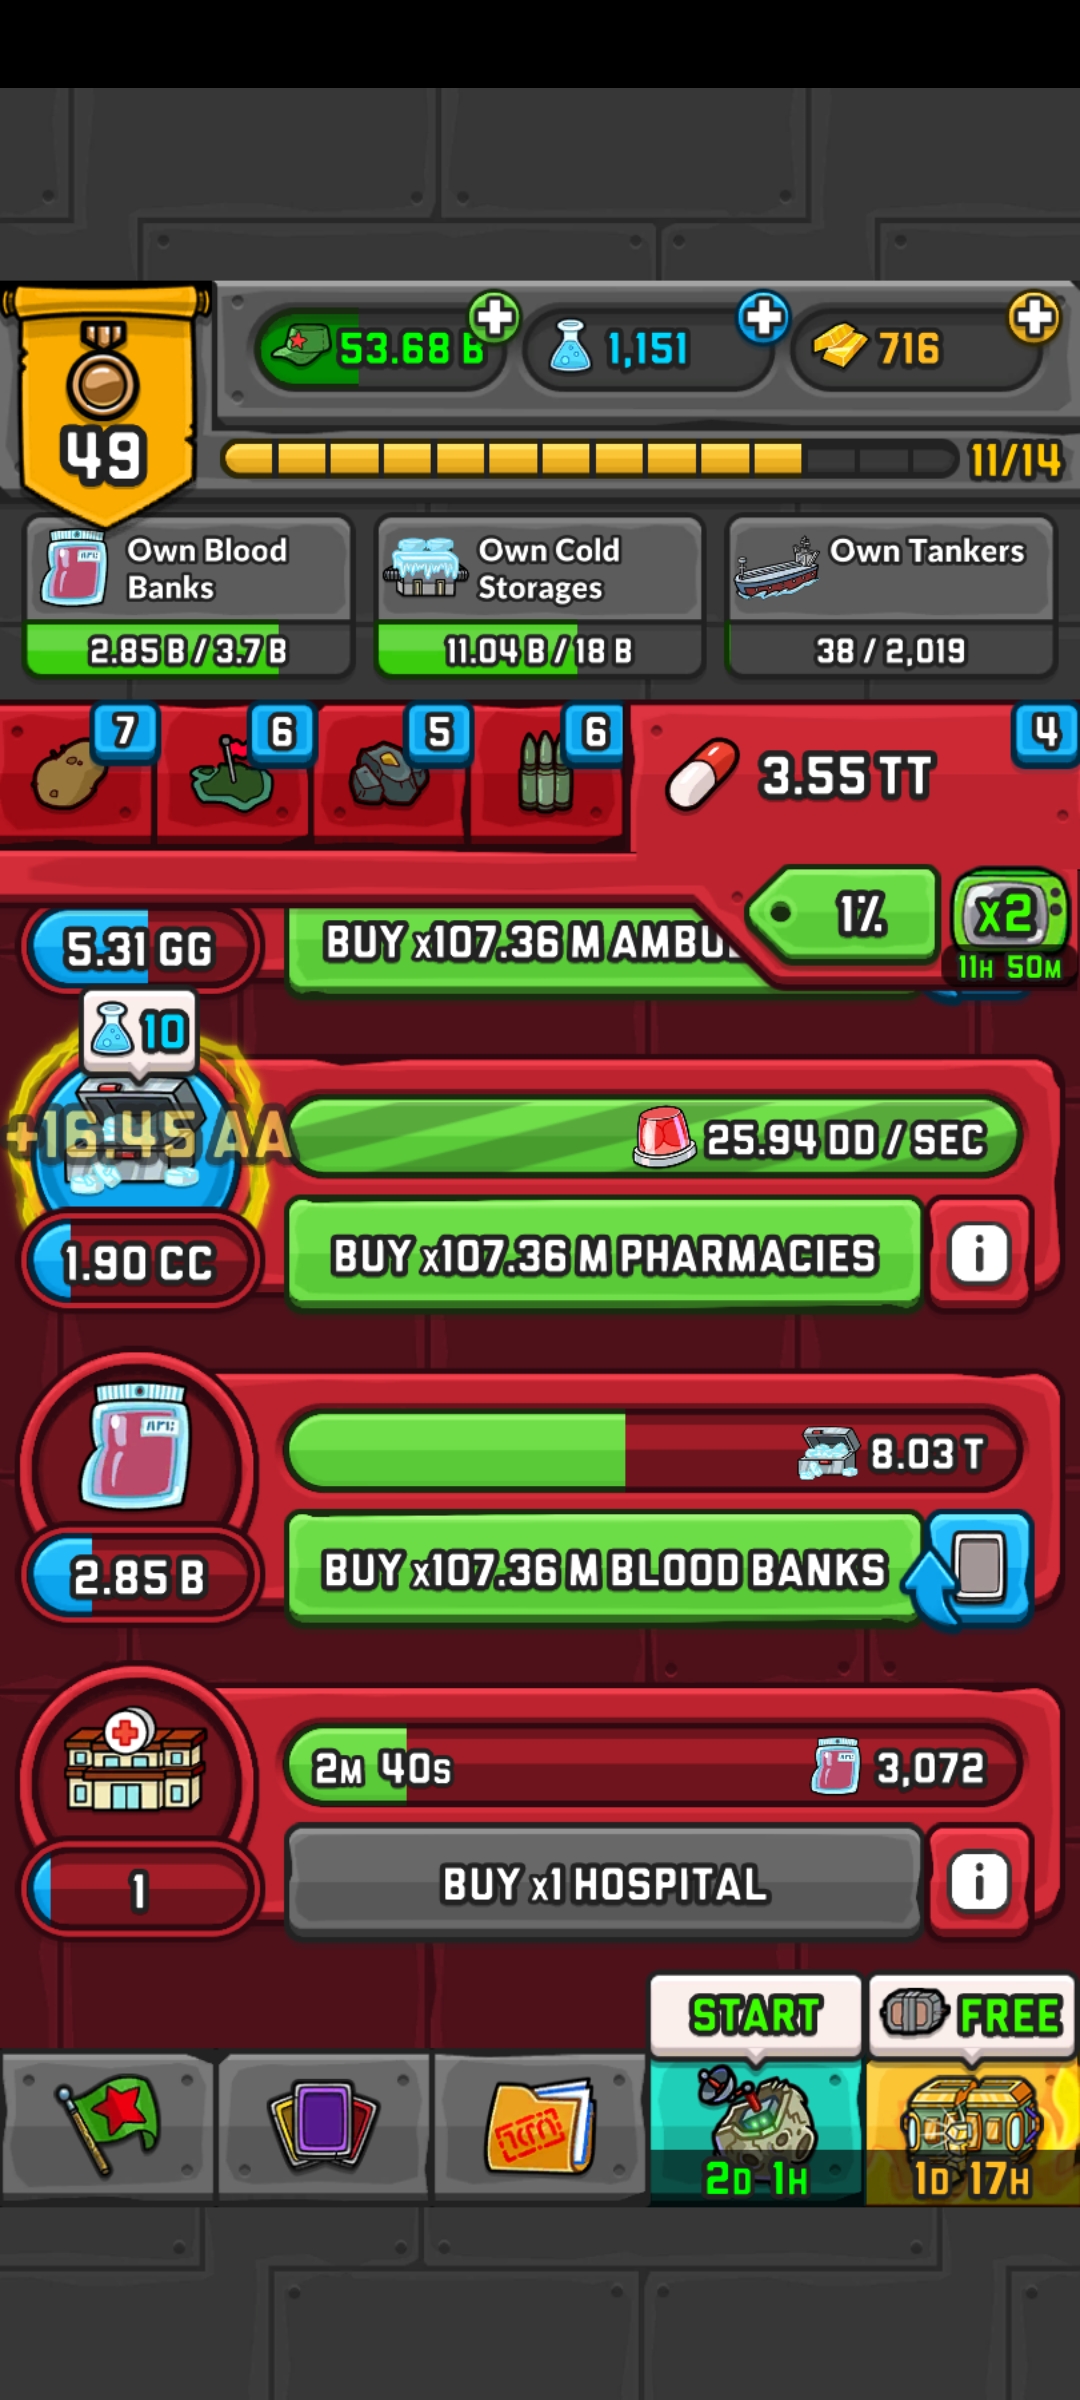 49
53.68 B
1,151
716
11/14
Own Blood
Banks
2.85 B / 3.7 B
Own Cold
Storages
11.04 B / 18 B
Own Tankers
38 / 2,019
7
6
5
6
4
3.55 TT
1%
x2
11H 50M
5.31 GG
BUY x107.36 M AMBU
10
+16.45 AA
25.94 DD / SEC
1.90 CC
BUY x107.36 M PHARMACIES
i
8.03 T
2.85 B
BUY x107.36 M BLOOD BANKS
2M 40S
3,072
1
BUY x1 HOSPITAL
i
START
FREE
2D 1H
1D 17H